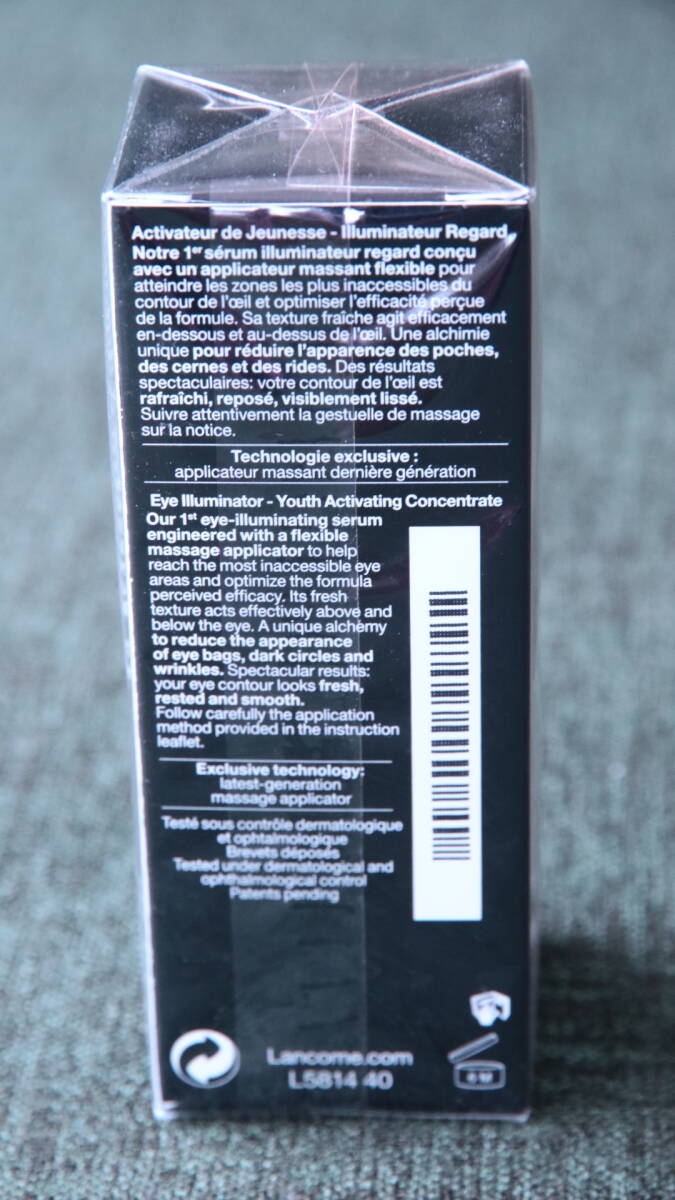 Activateur de Jeunesse - Illuminateur Regard
Notre 1er sérum illuminateur regard conçu
avec un applicateur massant flexible pour
atteindre les zones les plus inaccessibles du
contour de l'œil et optimiser l'efficacité perçue
de la formule. Sa texture fraîche agit efficacement
en-dessous et au-dessus de l'œil. Une alchimie
unique pour réduire l'apparence des poches,
des cernes et des rides. Des résultats
spectaculaires: votre contour de l'œil est
rafraîchi, reposé, visiblement lissé.
Suivre attentivement la gestuelle de massage
sur la notice.
Technologie exclusive :
applicateur massant dernière génération
Eye Illuminator - Youth Activating Concentrate
Our 1st eye-illuminating serum
engineered with a flexible
massage applicator to help
reach the most inaccessible eye
areas and optimize the formula
perceived efficacy. Its fresh
texture acts effectively above and
below the eye. A unique alchemy
to reduce the appearance
of eye bags, dark circles and
wrinkles. Spectacular results:
your eye contour looks fresh,
rested and smooth.
Follow carefully the application
method provided in the instruction
leaflet.
Exclusive technology:
latest-generation
massage applicator
Testé sous contrôle dermatologique
et ophtalmologique
Brevets déposés
Tested under dermatological and
ophthalmological control
Patents pending
Lancome.com
L5814 40